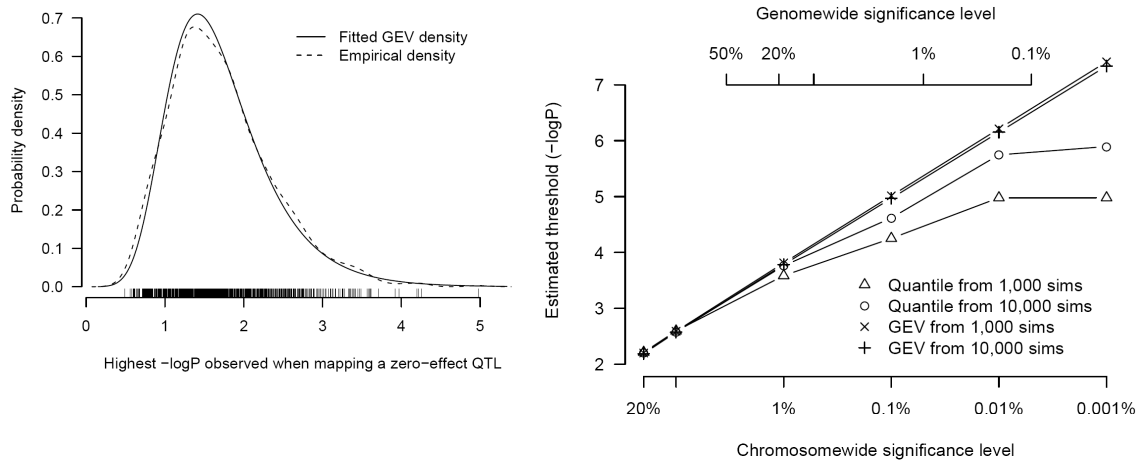 0.7
0.6
0.5
0.4
0.3
0.2
0.1
0.0
Probability density
Fitted GEV density
Empirical density
0 1 2 3 4 5
Highest −logP observed when mapping a zero−effect QTL
Genomewide significance level
50% 20% 1% 0.1%
7
6
5
4
3
2
Estimated threshold (−logP)
Quantile from 1,000 sims
Quantile from 10,000 sims
GEV from 1,000 sims
GEV from 10,000 sims
20% 1% 0.1% 0.01% 0.001%
Chromosomewide significance level